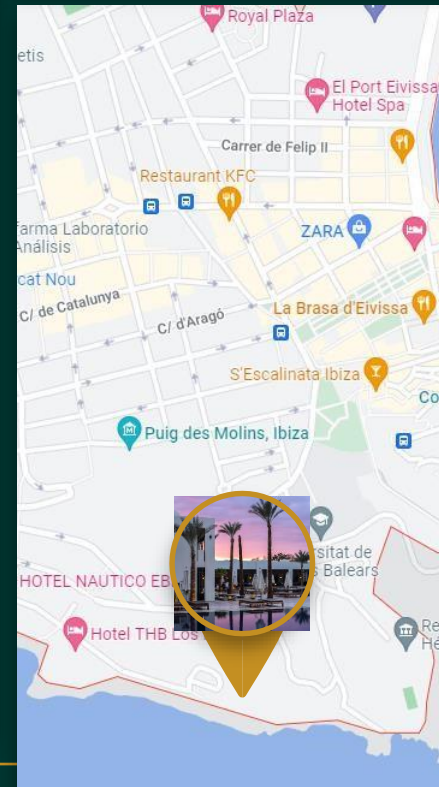 Royal Plaza
etis
El Port Eivissa
Hotel Spa
Carrer de Felip II
Restaurant KFC
Farma Laboratorio
Análisis
ZARA
cat Nou
C/ de Catalunya
C/ d'Aragó
La Brasa d'Eivissa
S'Escalinata Ibiza
Co
Puig des Molins, Ibiza
rsitat de
s Balears
HOTEL NAUTICO EB
Hotel THB Los
Re
Hé